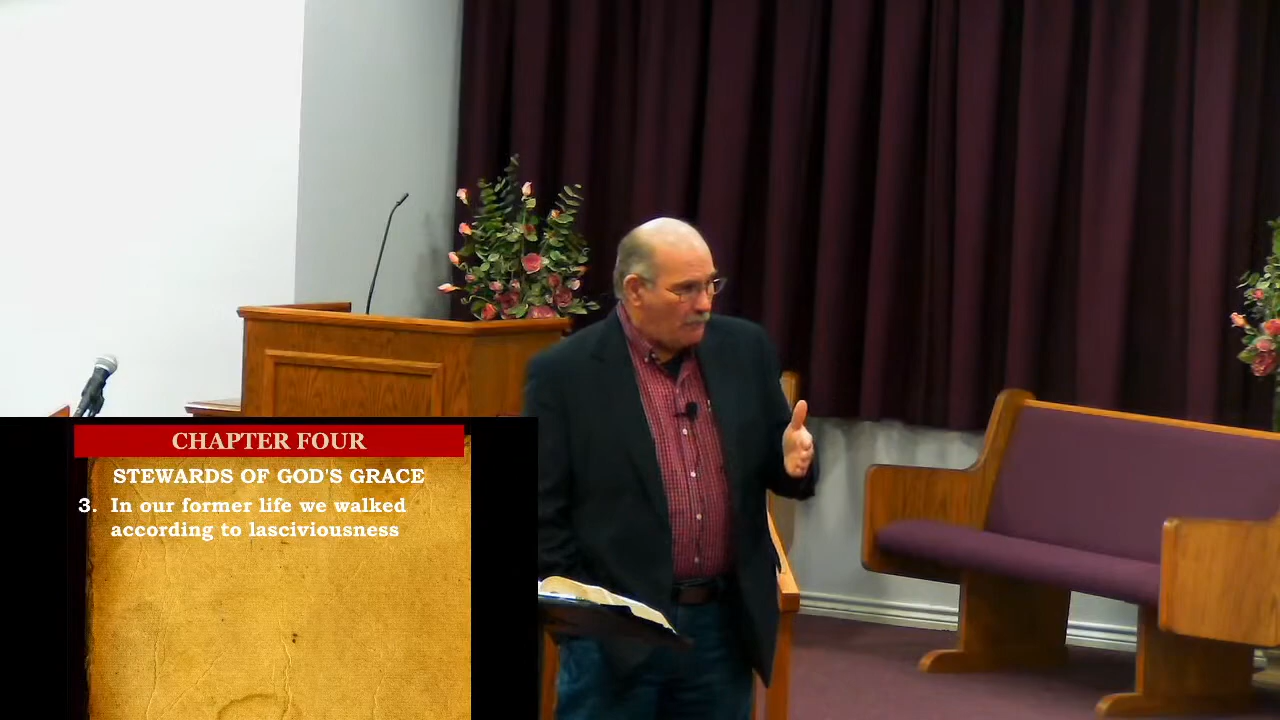 CHAPTER FOUR
STEWARDS OF GOD'S GRACE
3. In our former life we walked
according to lasciviousness